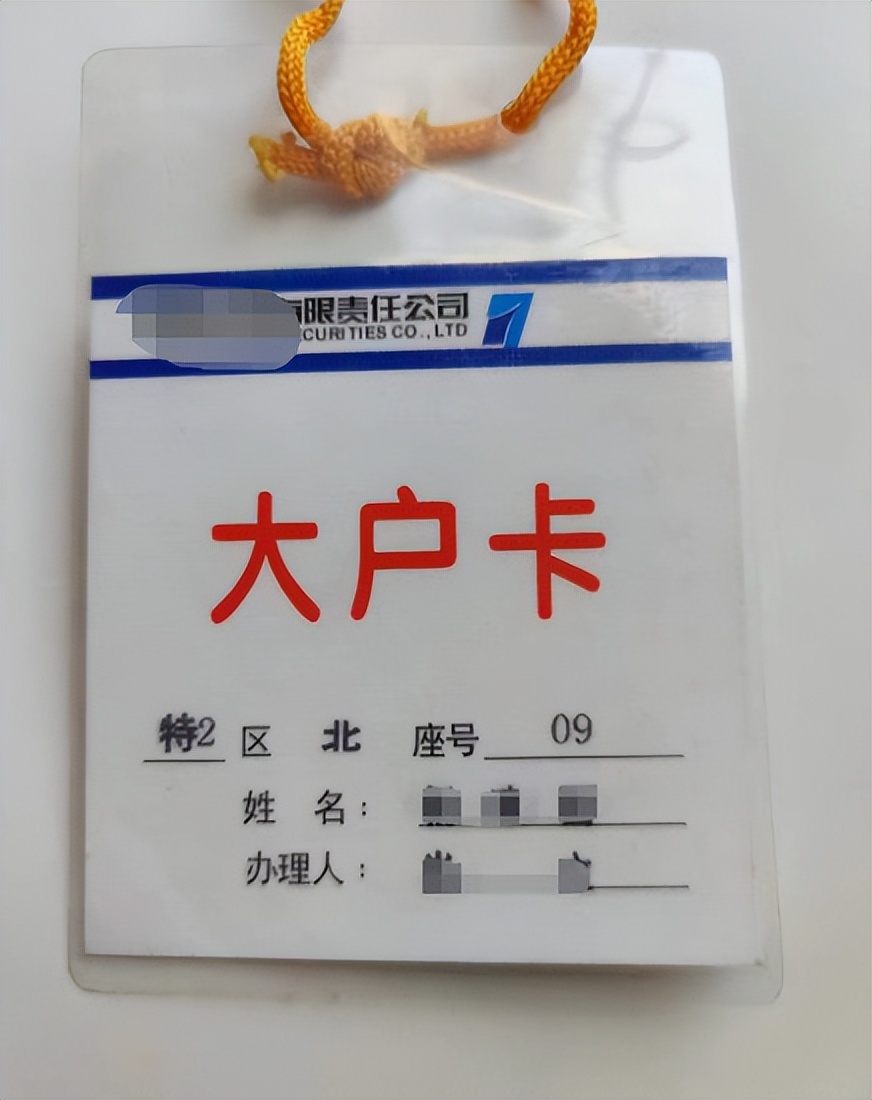 限责任公司
CURITIES CO.,LTD
大户卡
特2 区 北 座号 09
姓 名：
办理人：